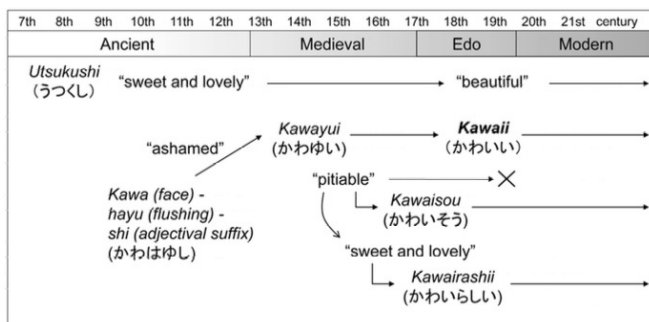 7th 8th 9th 10th 11th 12th 13th 14th 15th 16th 17th 18th 19th 20th 21st century
Ancient Medieval Edo Modern
Utsukushi
(うつくし)
“sweet and lovely”
“beautiful”
“ashamed”
Kawayui
(かわゆい)
Kawaii
(かわいい)
“pitiable”
Kawa (face) -
hayu (flushing) -
shi (adjectival suffix)
(かわはゆし)
Kawaisou
(かわいそう)
“sweet and lovely”
Kawairashii
(かわいらしい)